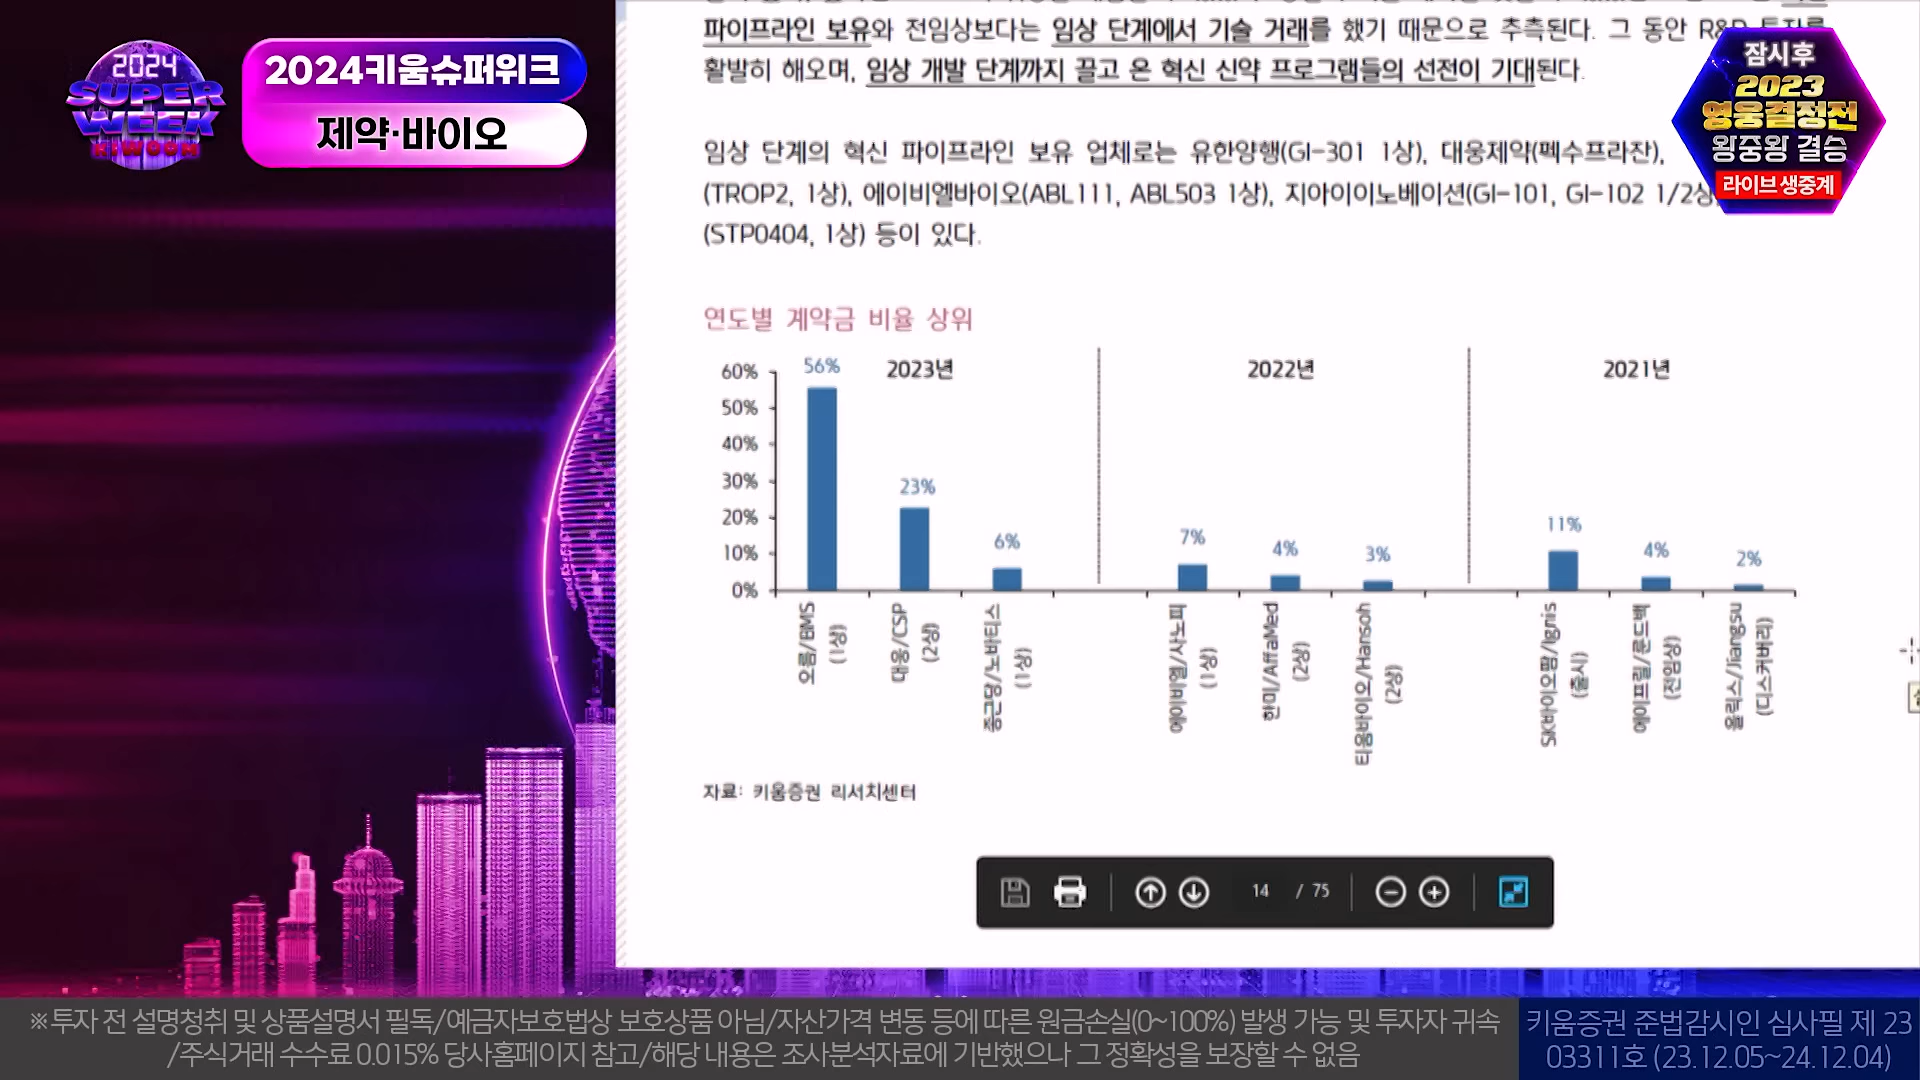 2024
SUPER
WEEK
KIWOOM
2024키움슈퍼위크
제약·바이오
잠시후
2023
영웅결정전
왕중왕 결승
라이브 생중계
파이프라인 보유와 전임상보다는 임상 단계에서 기술 거래를 했기 때문으로 추측된다. 그 동안 R&D 투자를
활발히 해오며, 임상 개발 단계까지 끌고 온 혁신 신약 프로그램들의 선전이 기대된다.
임상 단계의 혁신 파이프라인 보유 업체로는 유한양행(GI-301 1상), 대웅제약(펙수프라잔),
(TROP2, 1상), 에이비엘바이오(ABL111, ABL503 1상), 지아이이노베이션(GI-101, GI-102 1/2상
(STP0404, 1상) 등이 있다.
연도별 계약금 비율 상위
2023년 2022년 2021년
60%
50%
40%
30%
20%
10%
0%
56%
23%
6%
7%
4%
3%
11%
4%
2%
오름/BMS
(1상)
대웅/CSP
(2상)
종근당/노바티스
(1상)
에이비엘/사노피
(1상)
한미/AffaMed
(2상)
티움바이오/Hansoh
(2상)
SK바이오팜/Ignis
(출시)
에이프릴/룬드벡
(전임상)
올릭스/Jiangsu
(디스커버리)
자료: 키움증권 리서치센터
14 / 75
※투자 전 설명청취 및 상품설명서 필독/예금자보호법상 보호상품 아님/자산가격 변동 등에 따른 원금손실(0~100%) 발생 가능 및 투자자 귀속
/주식거래 수수료 0.015% 당사홈페이지 참고/해당 내용은 조사분석자료에 기반했으나 그 정확성을 보장할 수 없음
키움증권 준법감시인 심사필 제 23
03311호 (23.12.05~24.12.04)